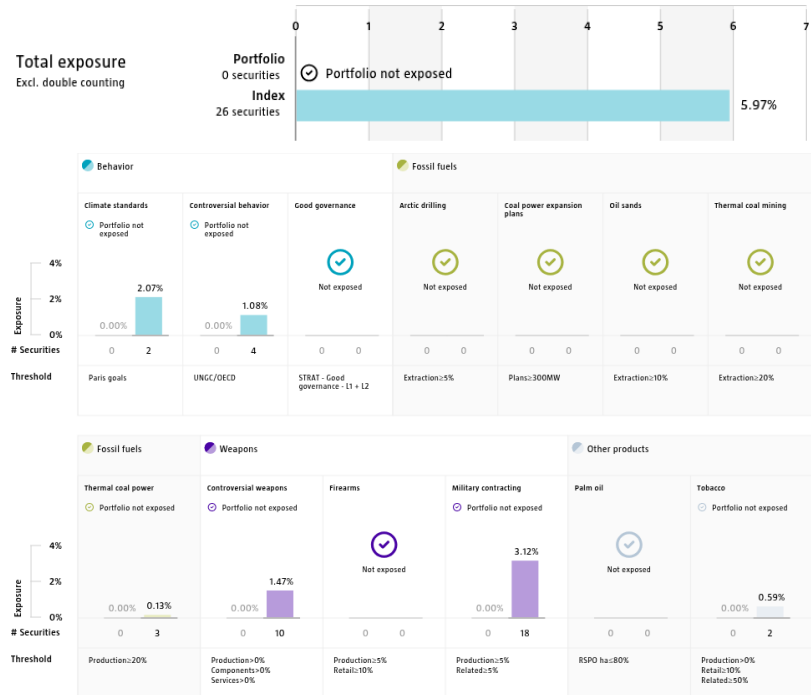 0 1 2 3 4 5 6 7
Total exposure
Excl. double counting
Portfolio
0 securities
Portfolio not exposed
Index
26 securities
5.97%
Behavior
Fossil fuels
Climate standards
Controversial behavior
Good governance
Arctic drilling
Coal power expansion
plans
Oil sands
Thermal coal mining
Portfolio not
exposed
Portfolio not
exposed
Not exposed
Not exposed
Not exposed
Not exposed
Not exposed
Exposure
4%
2%
0%
0.00% 2.07%
0.00% 1.08%
# Securities 0 2 0 4 0 0 0 0 0 0 0 0 0 0
Threshold
Paris goals
UNGC/OECD
STRAT - Good
governance - L1 + L2
Extraction≥5%
Plans≥300MW
Extraction≥10%
Extraction≥20%
Fossil fuels
Weapons
Other products
Thermal coal power
Controversial weapons
Firearms
Military contracting
Palm oil
Tobacco
Portfolio not exposed
Portfolio not exposed
Not exposed
Portfolio not exposed
Not exposed
Portfolio not exposed
Exposure
4%
2%
0%
0.00% 0.13%
0.00% 1.47%
0.00% 3.12%
0.00% 0.59%
# Securities 0 3 0 10 0 0 0 18 0 0 0 2
Threshold
Production≥20%
Production>0%
Components>0%
Services>0%
Production≥5%
Retail≥10%
Production≥5%
Related≥5%
RSPO ha≤80%
Production>0%
Retail≥10%
Related≥50%